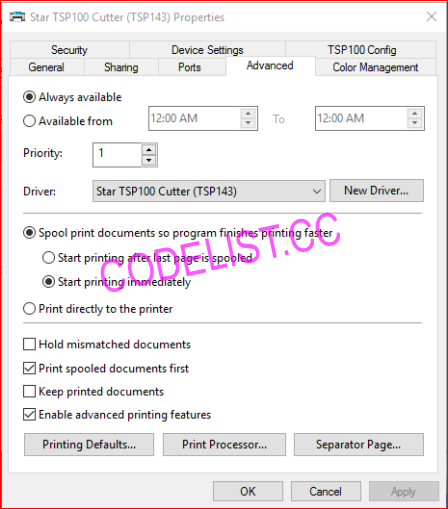 Star TSP100 Cutter (TSP143) Properties
Security Device Settings TSP100 Config
General Sharing Ports Advanced Color Management
Always available
Available from 12:00 AM To 12:00 AM
Priority: 1
Driver: Star TSP100 Cutter (TSP143) New Driver...
Spool print documents so program finishes printing faster
Start printing after last page is spooled
Start printing immediately
CODELIST.CC
Print directly to the printer
Hold mismatched documents
Print spooled documents first
Keep printed documents
Enable advanced printing features
Printing Defaults... Print Processor... Separator Page...
OK Cancel Apply